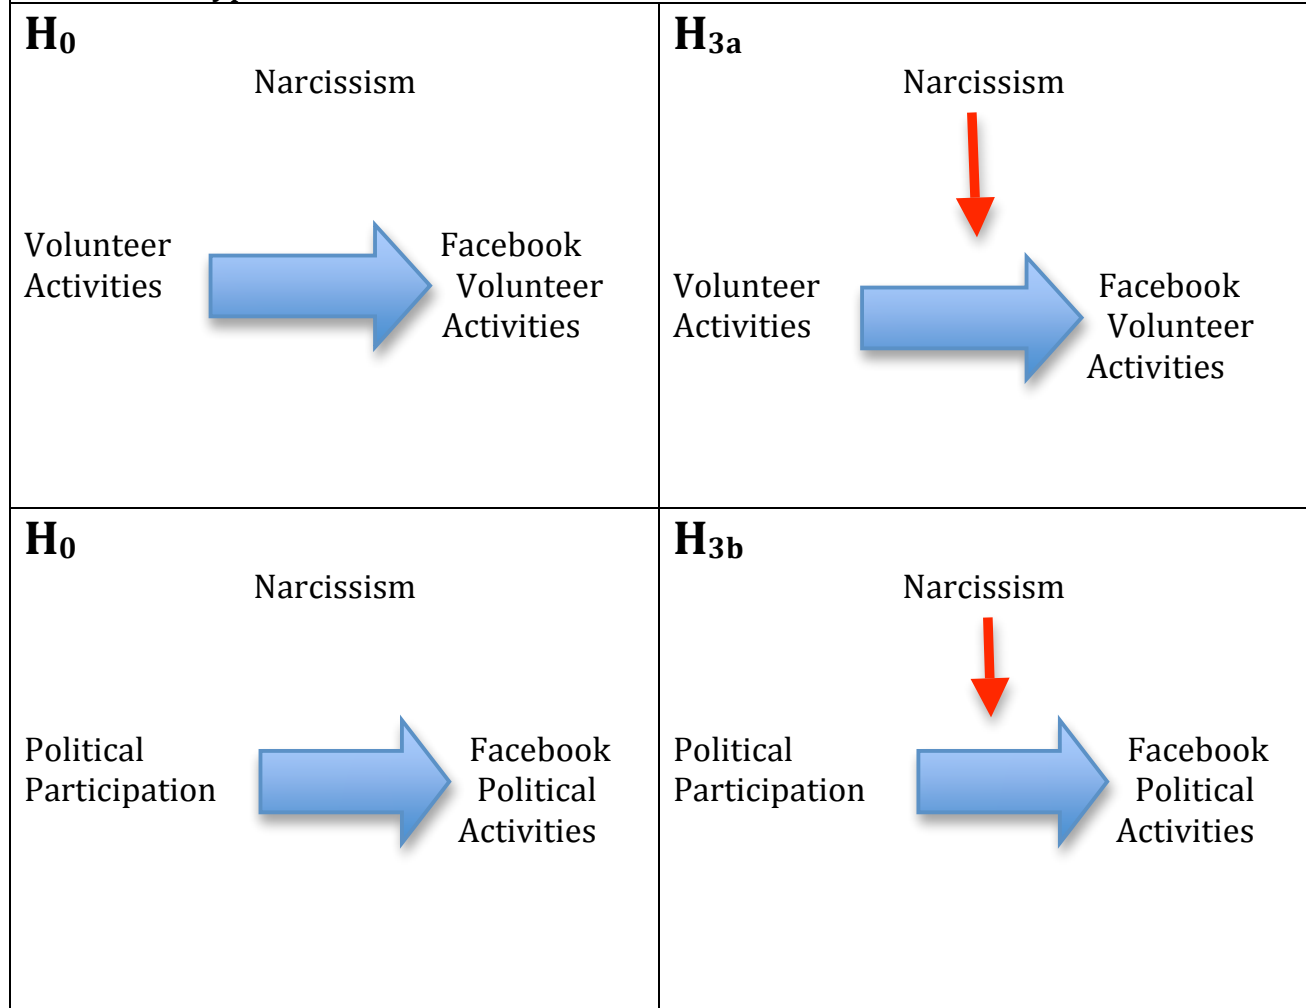 H0
Narcissism
Volunteer
Activities
Facebook
Volunteer
Activities
H3a
Narcissism
Volunteer
Activities
Facebook
Volunteer
Activities
H0
Narcissism
Political
Participation
Facebook
Political
Activities
H3b
Narcissism
Political
Participation
Facebook
Political
Activities